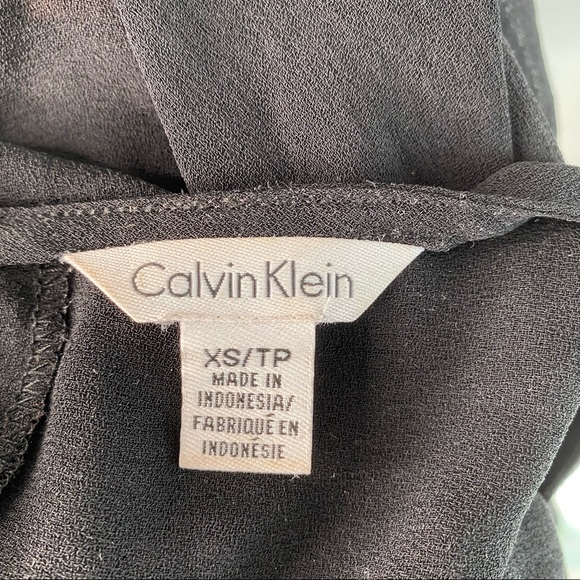 Calvin Klein
XS/TP
MADE IN
INDONESIA/
FABRIQUÉ EN
INDONÉSIE